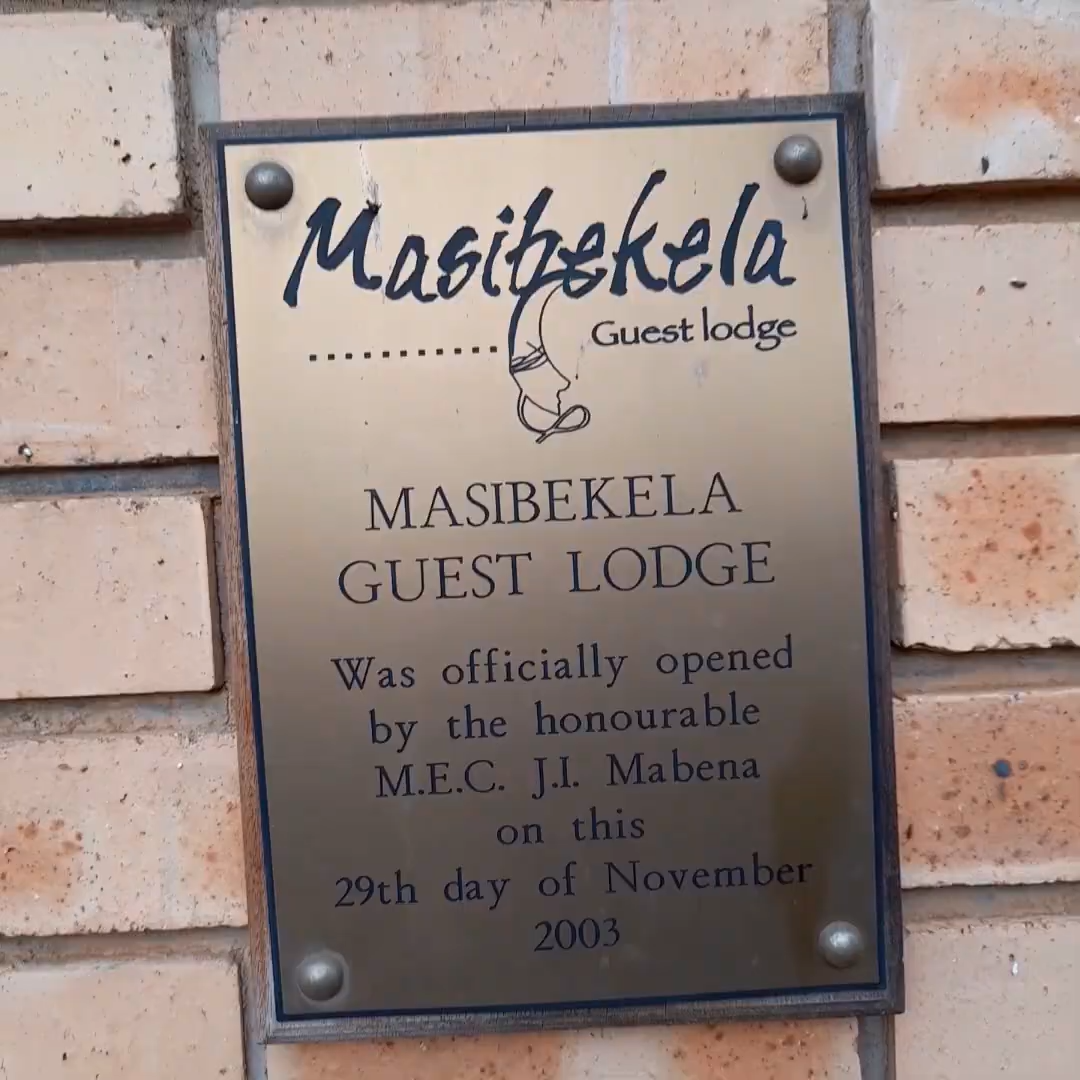 Masibekela
Guest lodge
MASIBEKELA
GUEST LODGE
Was officially opened
by the honourable
M.E.C. J.I. Mabena
on this
29th day of November
2003